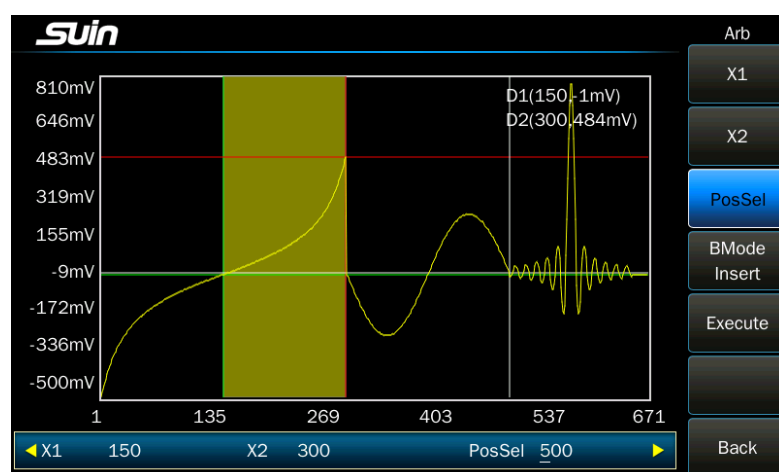 Suin
Arb
X1
X2
PosSel
BMode
Insert
Execute
Back
D1(150,-1mV)
D2(300,484mV)
810mV
646mV
483mV
319mV
155mV
-9mV
-172mV
-336mV
-500mV
1 135 269 403 537 671
X1 150 X2 300 PosSel 500